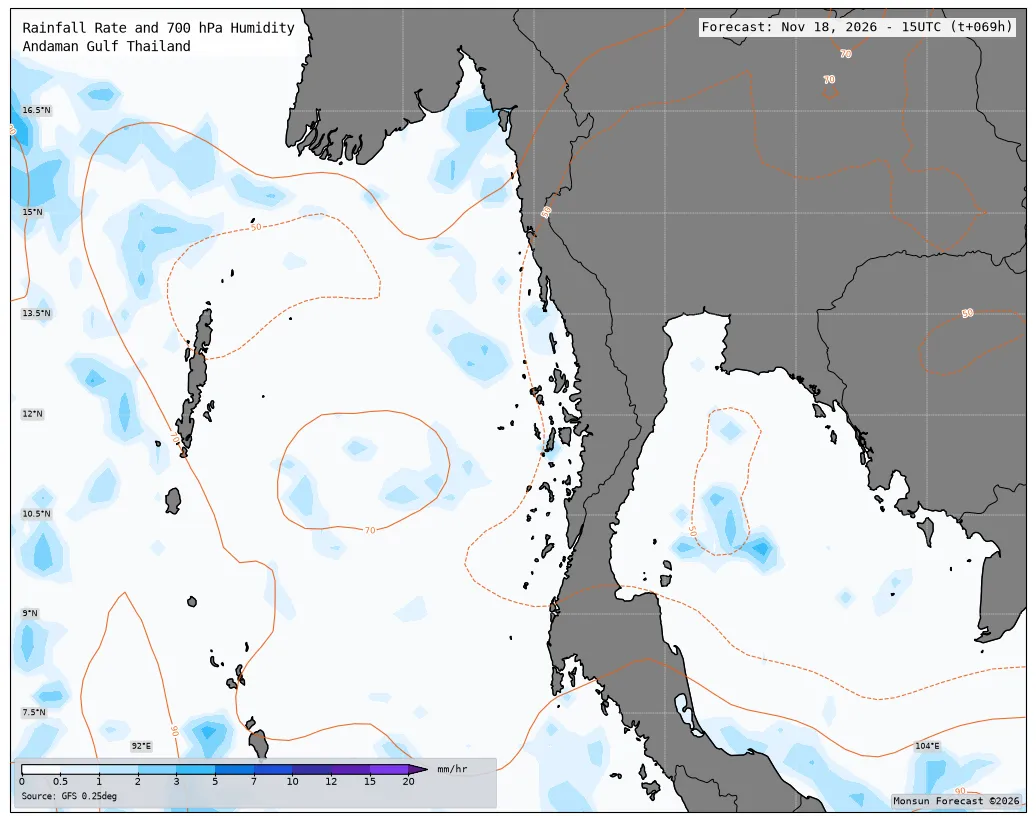 Rainfall Rate and 700 hPa Humidity
Andaman Gulf Thailand
Forecast: Nov 18, 2026 - 15UTC (t+069h)
70
70
16.5°N
15°N
50
50
13.5°N
50
12°N
70
10.5°N
70
50
9°N
7.5°N
90
92°E
104°E
0 0.5 1 2 3 5 7 10 12 15 20 mm/hr
90
Source: GFS 0.25deg
Monsun Forecast ©2026